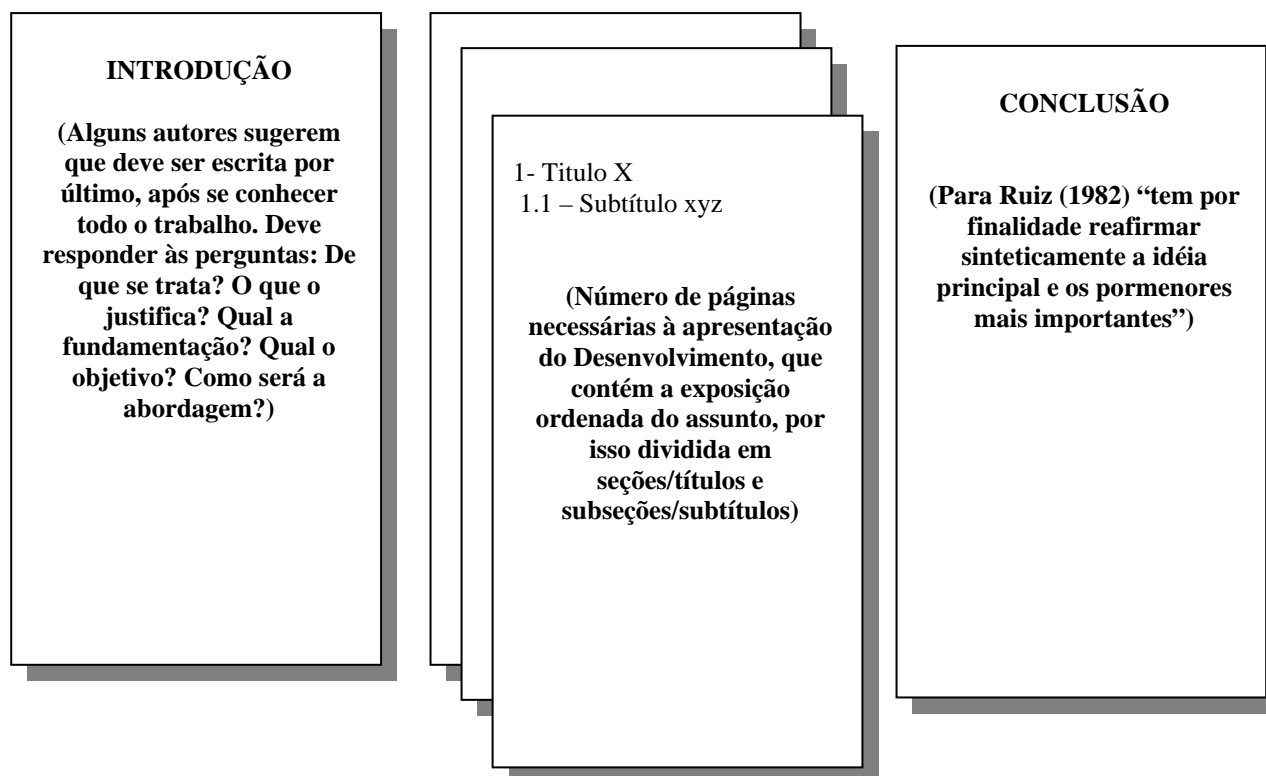 INTRODUÇÃO
(Alguns autores sugerem
que deve ser escrita por
último, após se conhecer
todo o trabalho. Deve
responder às perguntas: De
que se trata? O que o
justifica? Qual a
fundamentação? Qual o
objetivo? Como será a
abordagem?)
1- Titulo X
1.1 – Subtítulo xyz
(Número de páginas
necessárias à apresentação
do Desenvolvimento, que
contém a exposição
ordenada do assunto, por
isso dividida em
seções/títulos e
subseções/subtítulos)
CONCLUSÃO
(Para Ruiz (1982) “tem por
finalidade reafirmar
sinteticamente a idéia
principal e os pormenores
mais importantes”)